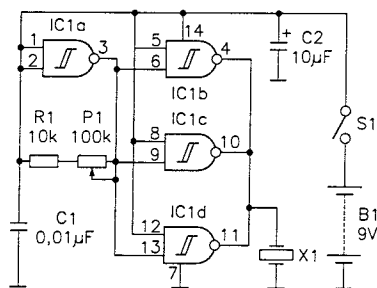 IC1a
1
2
3
14
5
6
4
IC1b
C2
10µF
+
IC1c
R1
10k
P1
100k
8
9
10
S1
IC1d
C1
0,01µF
12
13
11
7
X1
B1
9V